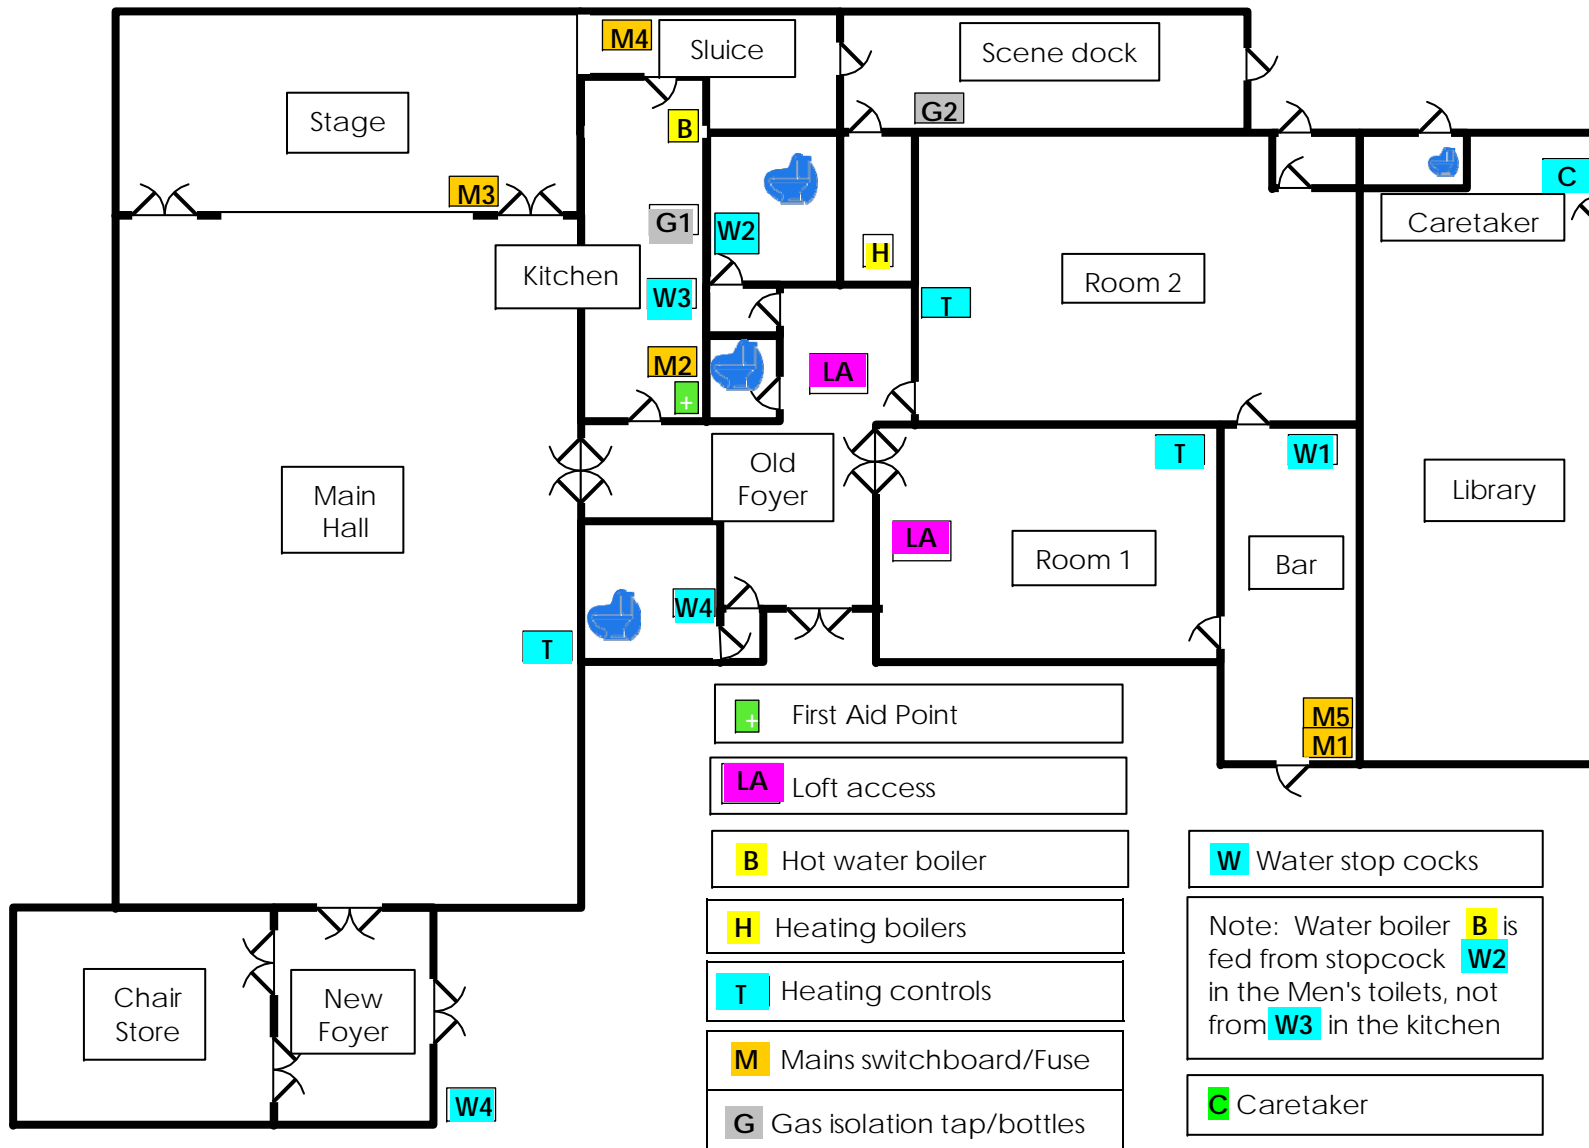 M4
Sluice
Scene dock
G2
Stage
B
M3
G1
W2
H
C
Caretaker
Kitchen
W3
T
Room 2
M2
+
LA
Old
Foyer
T
W1
Main
Hall
LA
Room 1
Bar
Library
W4
T
M5
M1
+ First Aid Point
LA Loft access
B Hot water boiler
H Heating boilers
T Heating controls
M Mains switchboard/Fuse
G Gas isolation tap/bottles
W Water stop cocks
Note: Water boiler B is
fed from stopcock W2
in the Men's toilets, not
from W3 in the kitchen
C Caretaker
Chair
Store
New
Foyer
W4